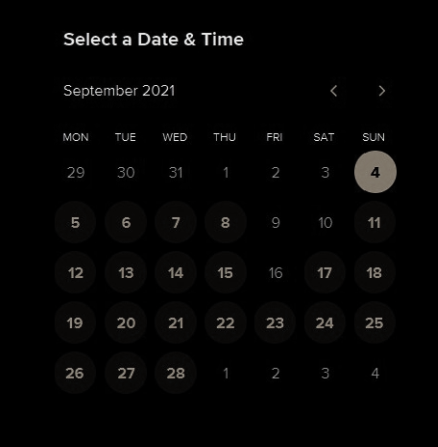 Select a Date & Time
September 2021
MON TUE WED THU FRI SAT SUN
29 30 31 1 2 3 4
5 6 7 8 9 10 11
12 13 14 15 16 17 18
19 20 21 22 23 24 25
26 27 28 1 2 3 4